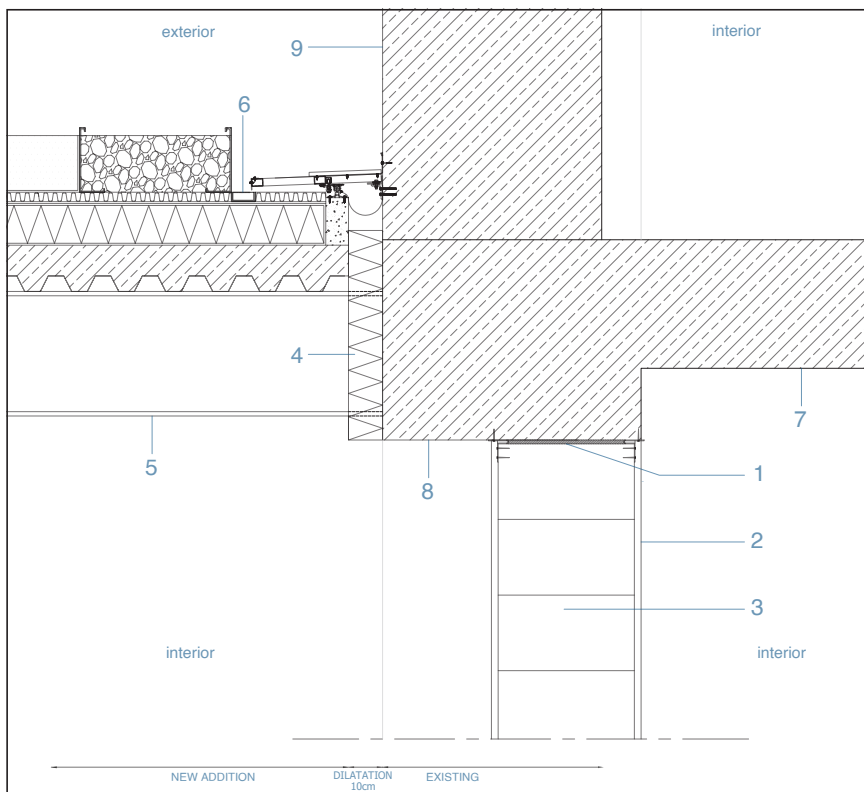 exterior
9
interior
6
4
7
5
8
1
2
3
interior
interior
NEW ADDITION
DILATATION
10cm
EXISTING